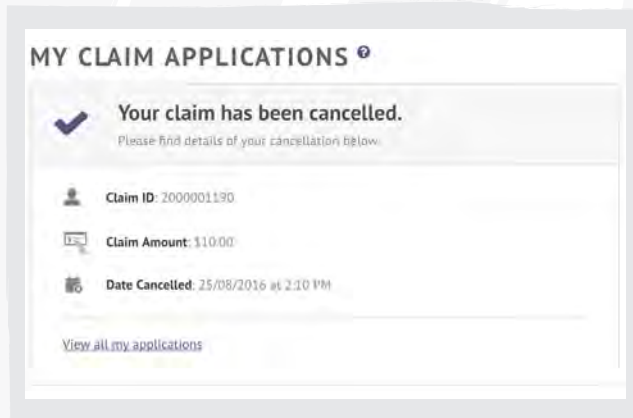 MY CLAIM APPLICATIONS ?
Your claim has been cancelled.
Please find details of your cancellation below.
Claim ID: 2000001190
Claim Amount: $10.00
Date Cancelled: 25/08/2016 at 2:10 PM
View all my applications